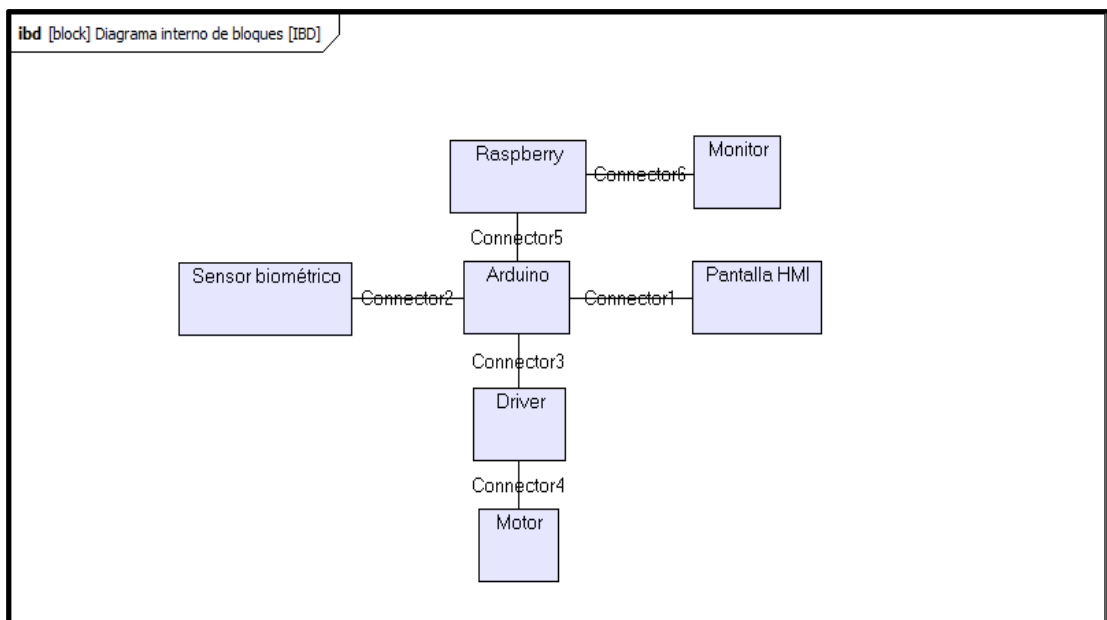 ibd [block] Diagrama interno de bloques [IBD]
Raspberry
Connector6
Monitor
Connector5
Sensor biométrico
Connector2
Arduino
Connector1
Pantalla HMI
Connector3
Driver
Connector4
Motor